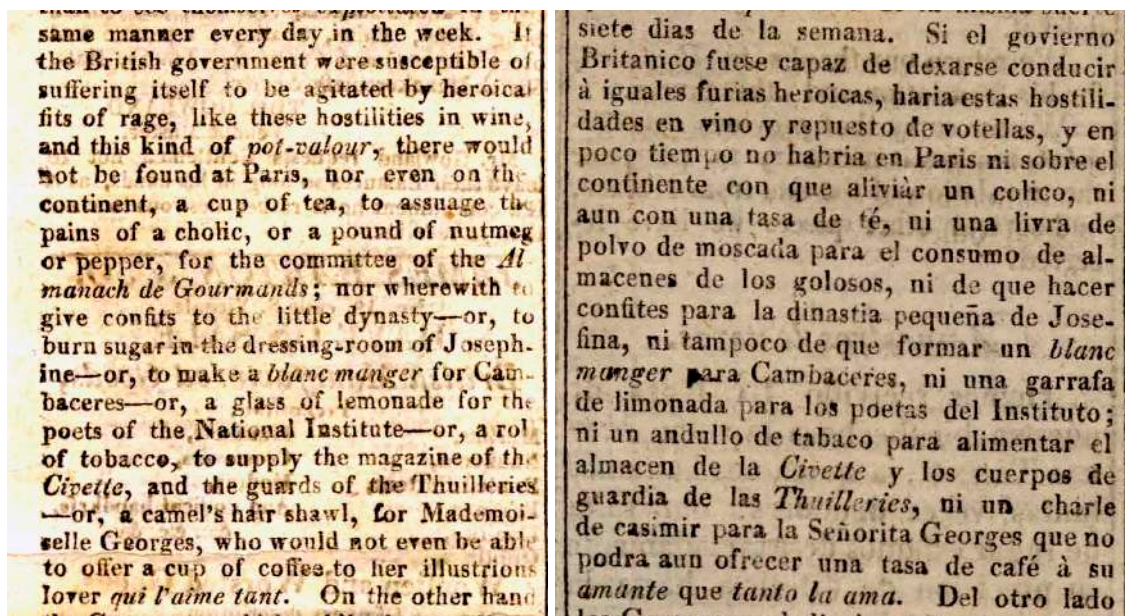 same manner every day in the week. If
the British government were susceptible of
suffering itself to be agitated by heroical
fits of rage, like these hostilities in wine,
and this kind of pot-valour, there would
not be found at Paris, nor even on the
continent, a cup of tea, to assuage the
pains of a cholic, or a pound of nutmeg
or pepper, for the committee of the Al
manach de Gourmands; nor wherewith to
give confits to the little dynasty—or, to
burn sugar in the dressing-room of Joseph-
ine—or, to make a blanc manger for Cam-
baceres—or, a glass of lemonade for the
poets of the National Institute—or, a roll
of tobacco, to supply the magazine of the
Civette, and the guards of the Thuilleries
—or, a camel's hair shawl, for Mademoi-
selle Georges, who would not even be able
to offer a cup of coffee to her illustrious
lover qui l'aime tant. On the other hand
siete dias de la semana. Si el govierno
Britanico fuese capaz de dexarse conducir
à iguales furias heroicas, haria estas hostili-
dades en vino y repuesto de votellas, y en
poco tiempo no habria en Paris ni sobre el
continente con que aliviàr un colico, ni
aun con una tasa de té, ni una livra de
polvo de moscada para el consumo de al-
macenes de los golosos, ni de que hacer
confites para la dinastia pequeña de Jose-
fina, ni tampoco de que formar un blanc
manger para Cambaceres, ni una garrafa
de limonada para los poetas del Instituto;
ni un andullo de tabaco para alimentar el
almacen de la Civette y los cuerpos de
guardia de las Thuilleries, ni un charle
de casimir para la Señorita Georges que no
podra aun ofrecer una tasa de café à su
amante que tanto la ama. Del otro lado